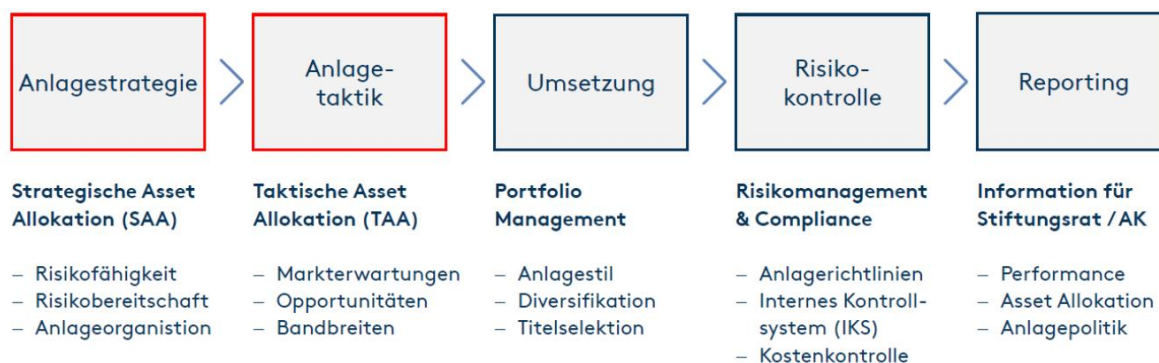 Anlagestrategie
Anlage-
taktik
Umsetzung
Risiko-
kontrolle
Reporting
Strategische Asset
Allokation (SAA)
– Risikofähigkeit
– Risikobereitschaft
– Anlageorganistion
Taktische Asset
Allokation (TAA)
– Markterwartungen
– Opportunitäten
– Bandbreiten
Portfolio
Management
– Anlagestil
– Diversifikation
– Titelselektion
Risikomanagement
& Compliance
– Anlagerichtlinien
– Internes Kontroll-
system (IKS)
– Kostenkontrolle
Information für
Stiftungsrat / AK
– Performance
– Asset Allokation
– Anlagepolitik